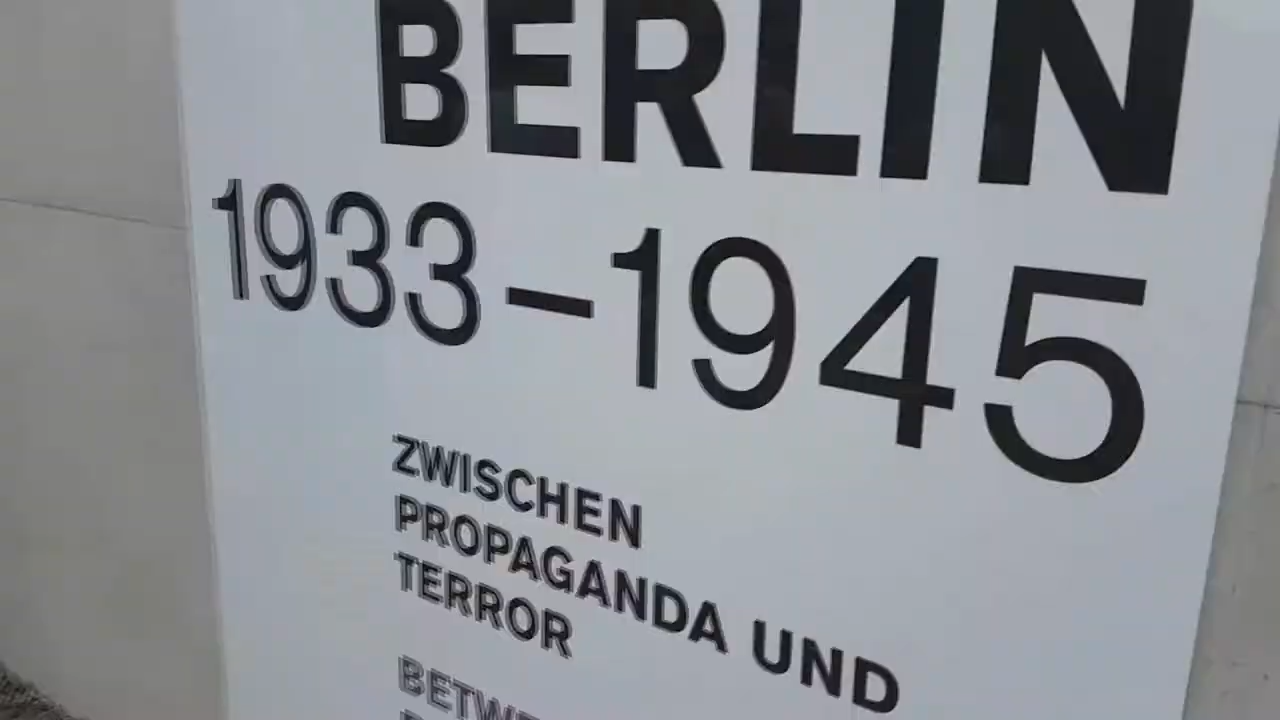 BERLIN
1933–1945
ZWISCHEN
PROPAGANDA UND
TERROR